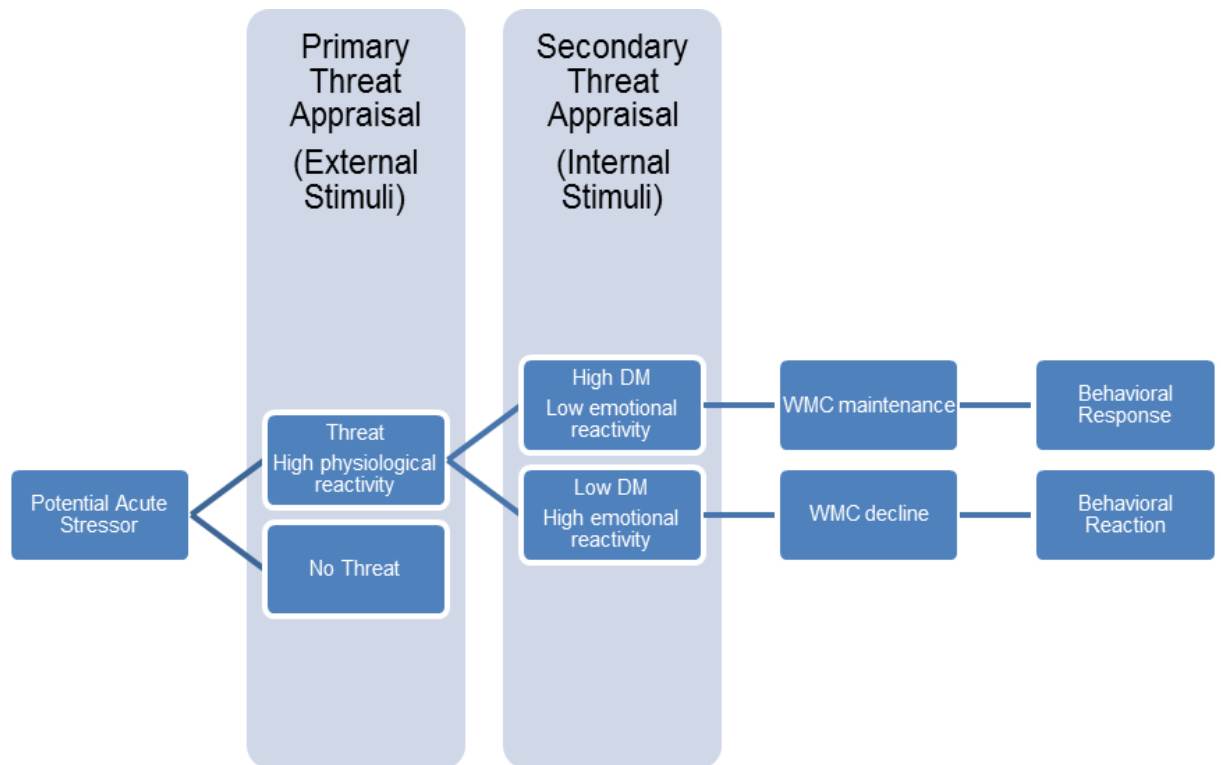 Primary
Threat
Appraisal
(External
Stimuli)
Secondary
Threat
Appraisal
(Internal
Stimuli)
Potential Acute
Stressor
Threat
High physiological
reactivity
No Threat
High DM
Low emotional
reactivity
Low DM
High emotional
reactivity
WMC maintenance
WMC decline
Behavioral
Response
Behavioral
Reaction